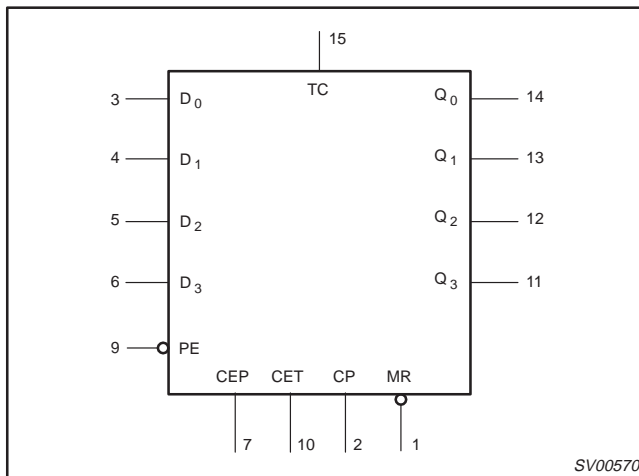 15
TC
3 D0 Q0 14
4 D1 Q1 13
5 D2 Q2 12
6 D3 Q3 11
9 PE
CEP CET CP MR
7 10 2 1
SV00570